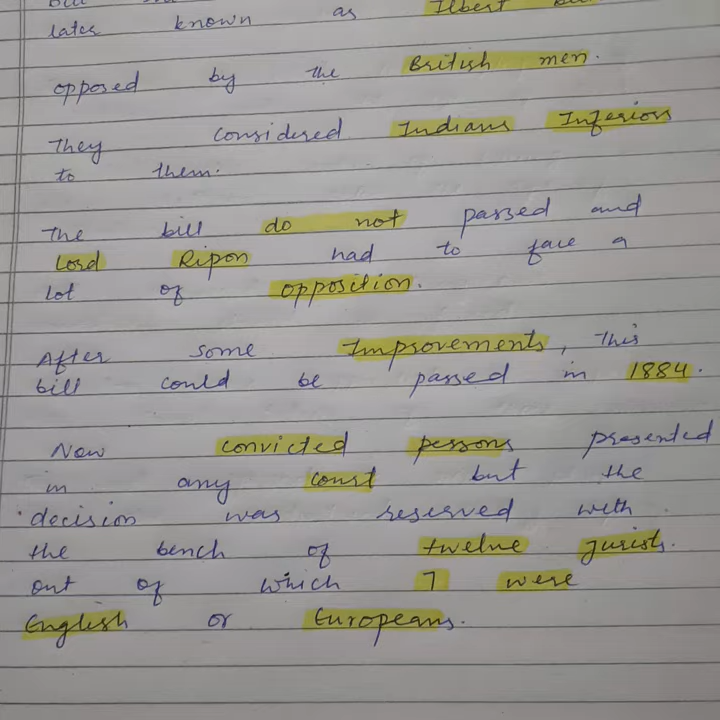 later known as Ilbert
opposed by the British men.
They considered Indians Inferior
to them.
The bill do not passed and
Lord Ripon had to face a
lot of opposition.
After some Improvements, This
bill could be passed in 1884.
Now convicted persons presented
in any court but the
decision was reserved with
the bench of twelve jurists.
out of which 7 were
English or Europeans.